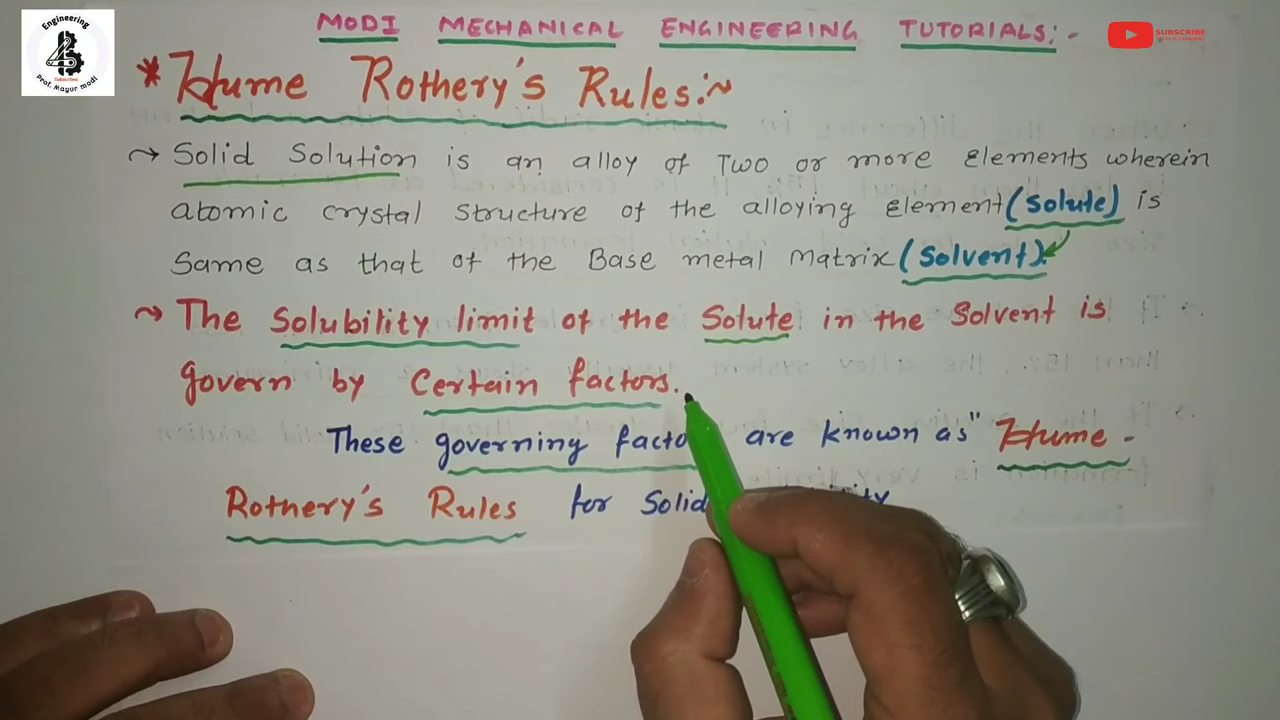 MODI MECHANICAL ENGINEERING TUTORIALS:-
SUBSCRIBE
Engineering
Subscribes
Prof. Mayur modi
* Hume Rothery's Rules:~
~> Solid Solution is an alloy of Two or more Elements wherein
atomic crystal structure of the alloying element (Solute) is
Same as that of the Base metal Matrix (Solvent).
~> The Solubility limit of the Solute in the Solvent is
govern by Certain factors.
These governing facto are known as " Hume -
Rothery's Rules for Solid